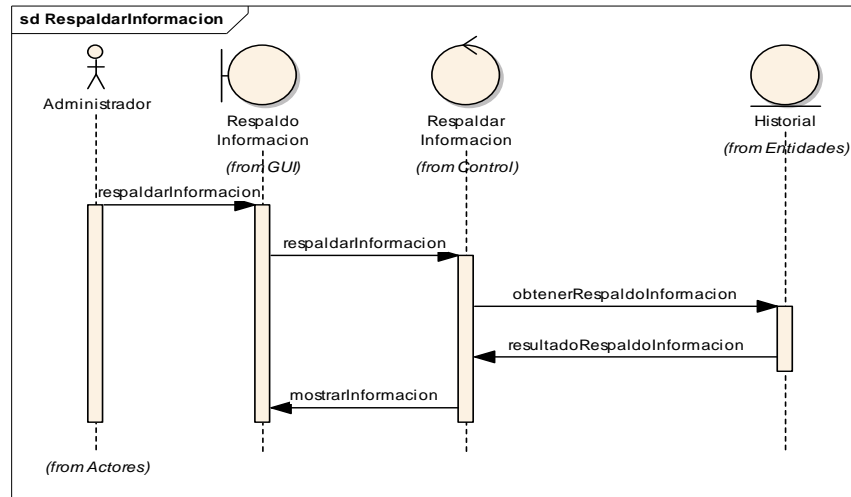 sd RespaldarInformacion
Administrador
Respaldo
Informacion
(from GUI)
Respaldar
Informacion
(from Control)
Historial
(from Entidades)
respaldarInformacion
respaldarInformacion
obtenerRespaldoInformacion
resultadoRespaldoInformacion
mostrarInformacion
(from Actores)